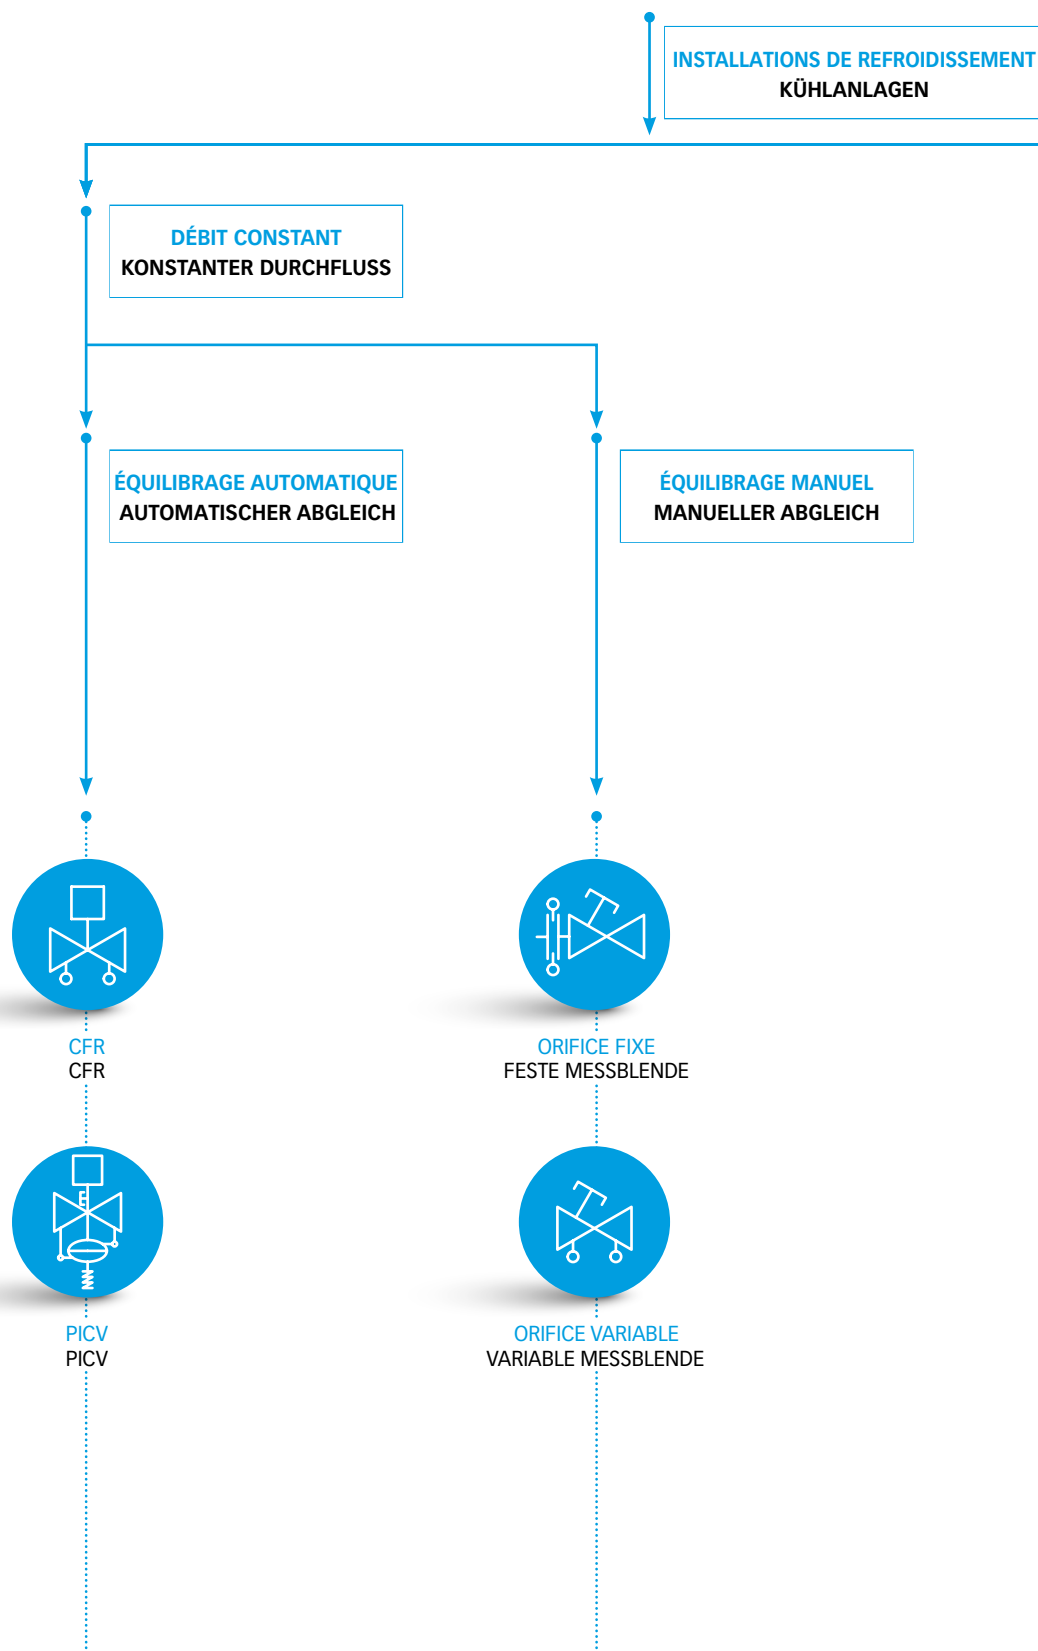 INSTALLATIONS DE REFROIDISSEMENT
KÜHLANLAGEN
DÉBIT CONSTANT
KONSTANTER DURCHFLUSS
ÉQUILIBRAGE AUTOMATIQUE
AUTOMATISCHER ABGLEICH
ÉQUILIBRAGE MANUEL
MANUELLER ABGLEICH
CFR
CFR
ORIFICE FIXE
FESTE MESSBLENDE
PICV
PICV
ORIFICE VARIABLE
VARIABLE MESSBLENDE